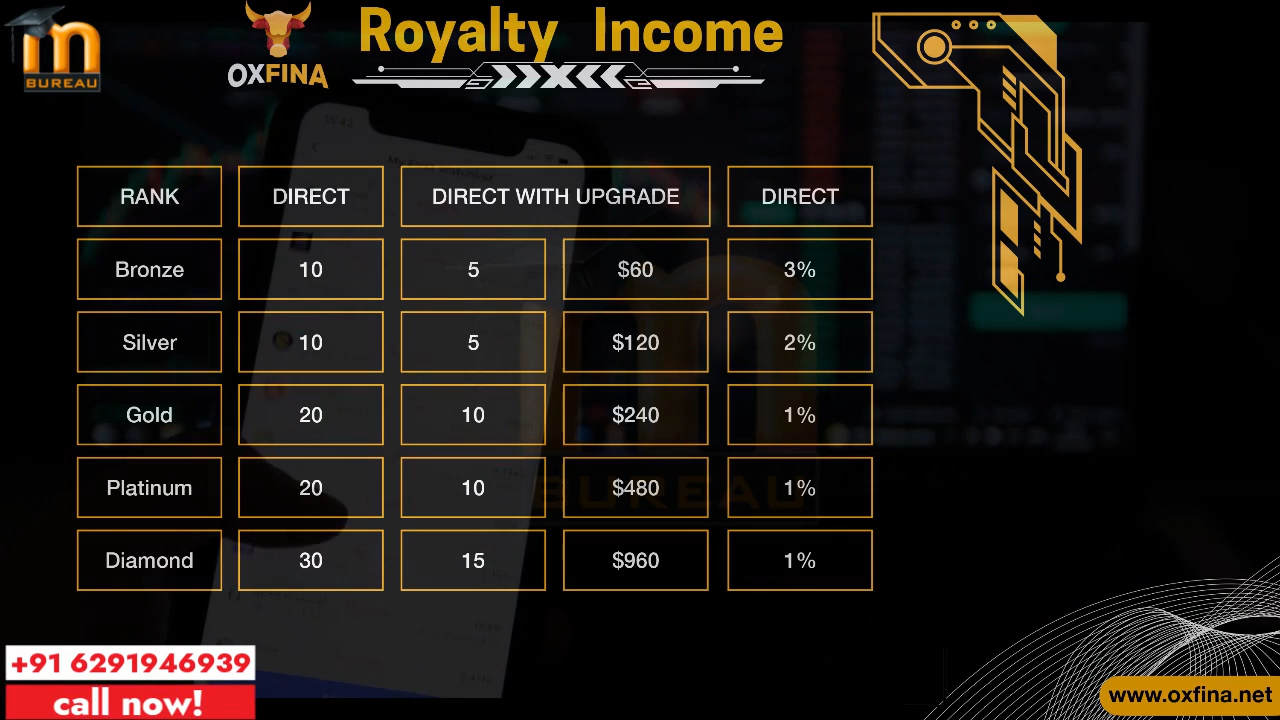 m
BUREAU
OXFINA
Royalty Income
RANK DIRECT DIRECT WITH UPGRADE DIRECT
Bronze 10 5 $60 3%
Silver 10 5 $120 2%
Gold 20 10 $240 1%
Platinum 20 10 $480 1%
Diamond 30 15 $960 1%
BUREAU
+91 6291946939
call now!
www.oxfina.net